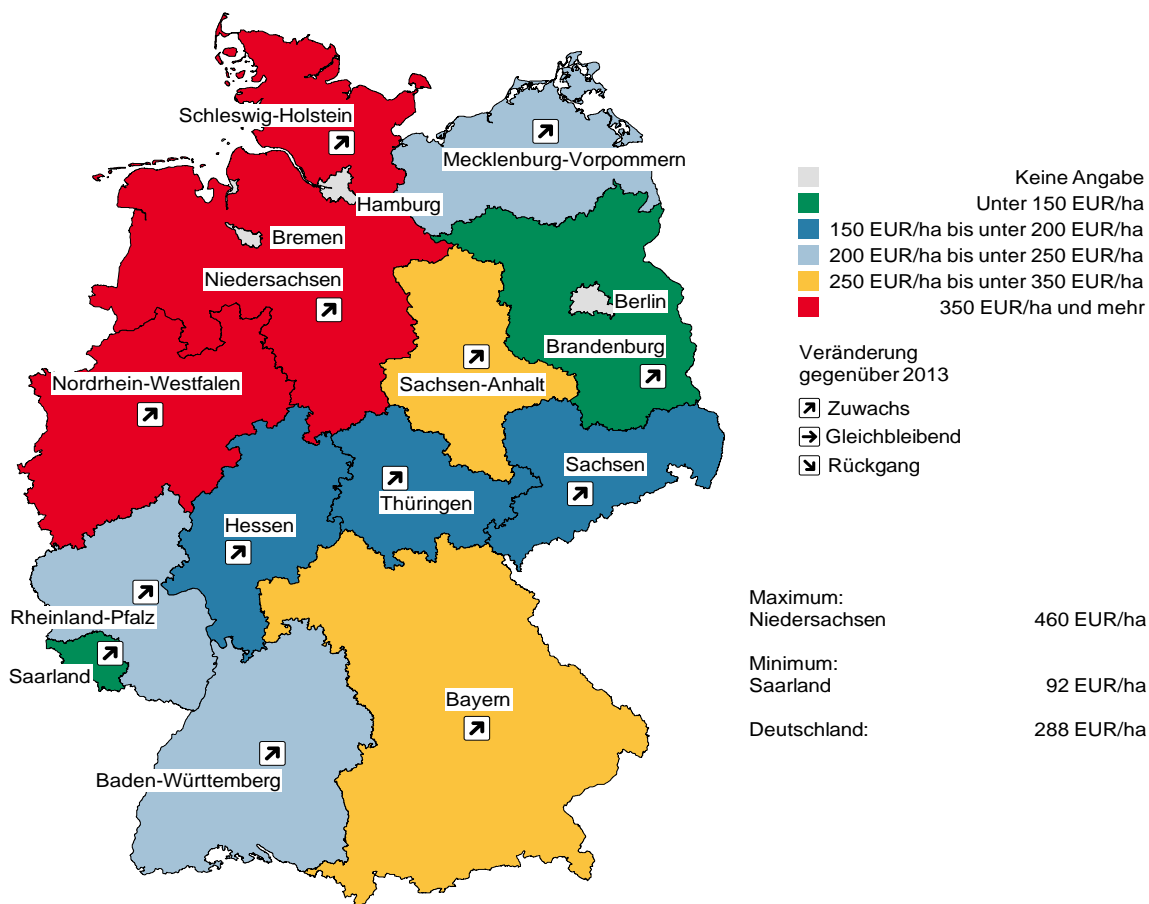 Schleswig-Holstein
Mecklenburg-Vorpommern
Hamburg
Bremen
Niedersachsen
Berlin
Brandenburg
Nordrhein-Westfalen
Sachsen-Anhalt
Sachsen
Thüringen
Hessen
Rheinland-Pfalz
Saarland
Bayern
Baden-Württemberg
Keine Angabe
Unter 150 EUR/ha
150 EUR/ha bis unter 200 EUR/ha
200 EUR/ha bis unter 250 EUR/ha
250 EUR/ha bis unter 350 EUR/ha
350 EUR/ha und mehr
Veränderung
gegenüber 2013
Zuwachs
Gleichbleibend
Rückgang
Maximum:
Niedersachsen 460 EUR/ha
Minimum:
Saarland 92 EUR/ha
Deutschland: 288 EUR/ha